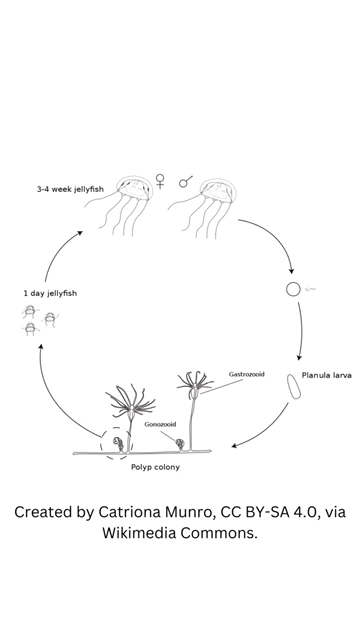 3-4 week jellyfish
♀ ♂
1 day jellyfish
Planula larva
Gastrozooid
Gonozooid
Polyp colony
Created by Catriona Munro, CC BY-SA 4.0, via
Wikimedia Commons.